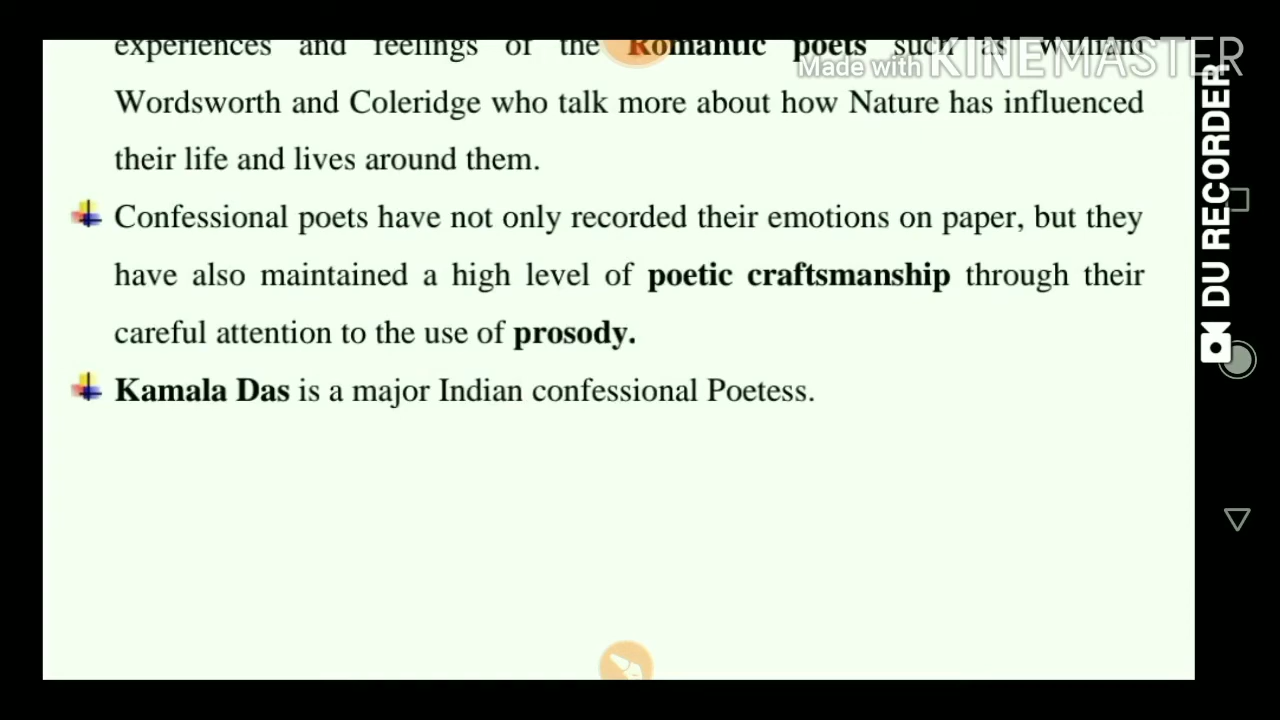 experiences and feelings of the Romantic poets such as William
Made with KINEMASTER
Wordsworth and Coleridge who talk more about how Nature has influenced
their life and lives around them.
Confessional poets have not only recorded their emotions on paper, but they
have also maintained a high level of poetic craftsmanship through their
careful attention to the use of prosody.
Kamala Das is a major Indian confessional Poetess.
DU RECORDER